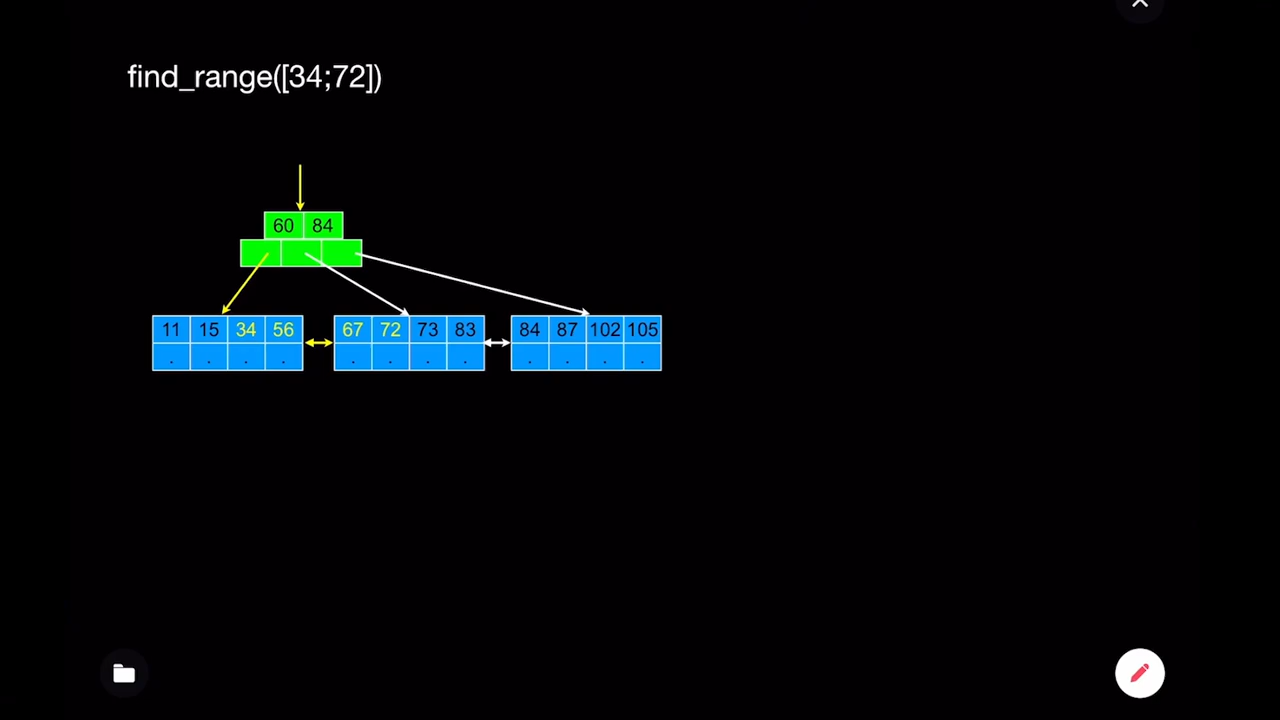 find_range([34;72])
60 84
11 15 34 56 67 72 73 83 84 87 102 105
. . . . . . . . . . . .